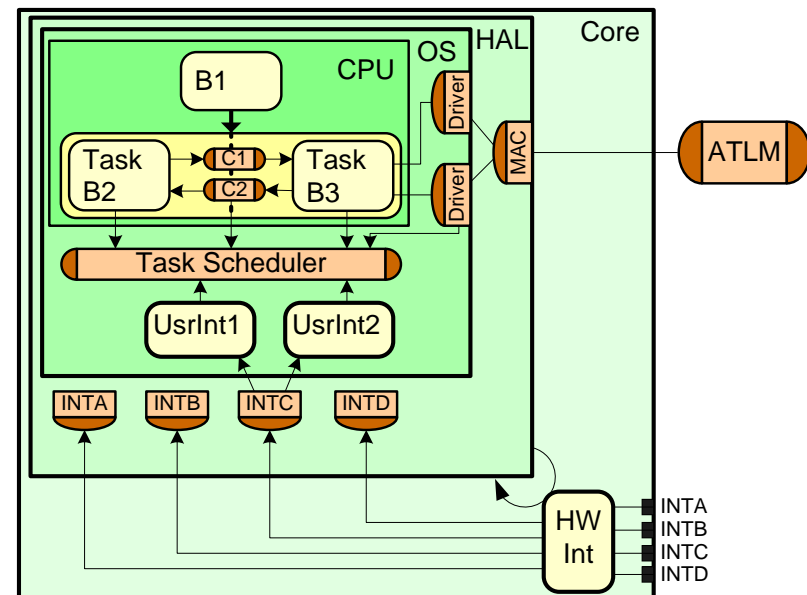 Core
HAL
OS
CPU
B1
Driver
C1
Task
B2
Task
B3
C2
MAC
ATLM
Driver
Task Scheduler
UsrInt1
UsrInt2
INTA
INTB
INTC
INTD
HW
Int
INTA
INTB
INTC
INTD